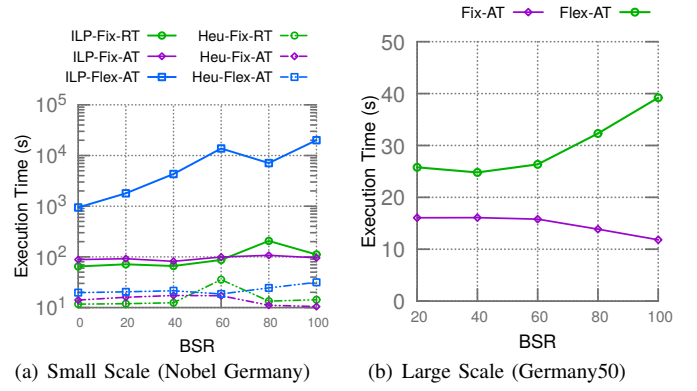 ILP-Fix-RT Heu-Fix-RT
ILP-Fix-AT Heu-Fix-AT
ILP-Flex-AT Heu-Flex-AT
Execution Time (s)
10^5
10^4
10^3
10^2
10^1
0 20 40 60 80 100
BSR
(a) Small Scale (Nobel Germany)
Fix-AT Flex-AT
Execution Time (s)
50
40
30
20
10
0
20 40 60 80 100
BSR
(b) Large Scale (Germany50)